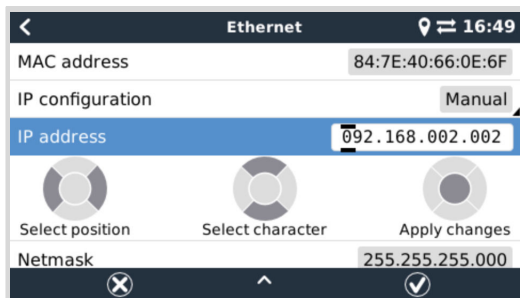 Ethernet 16:49
MAC address 84:7E:40:66:0E:6F
IP configuration Manual
IP address 092.168.002.002
Select position Select character Apply changes
Netmask 255.255.255.000